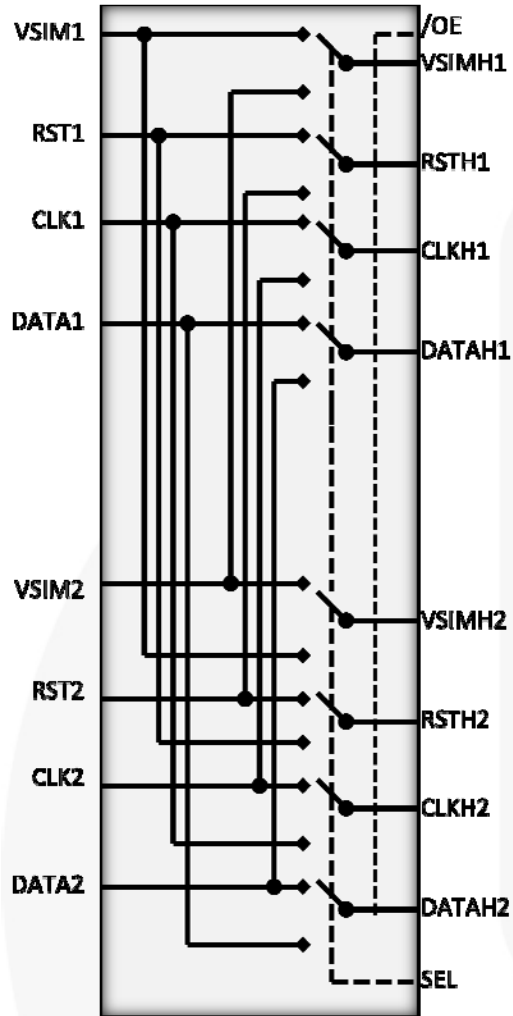 VSIM1
/OE
VSIMH1
RST1
RSTH1
CLK1
CLKH1
DATA1
DATAH1
VSIM2
VSIMH2
RST2
RSTH2
CLK2
CLKH2
DATA2
DATAH2
SEL